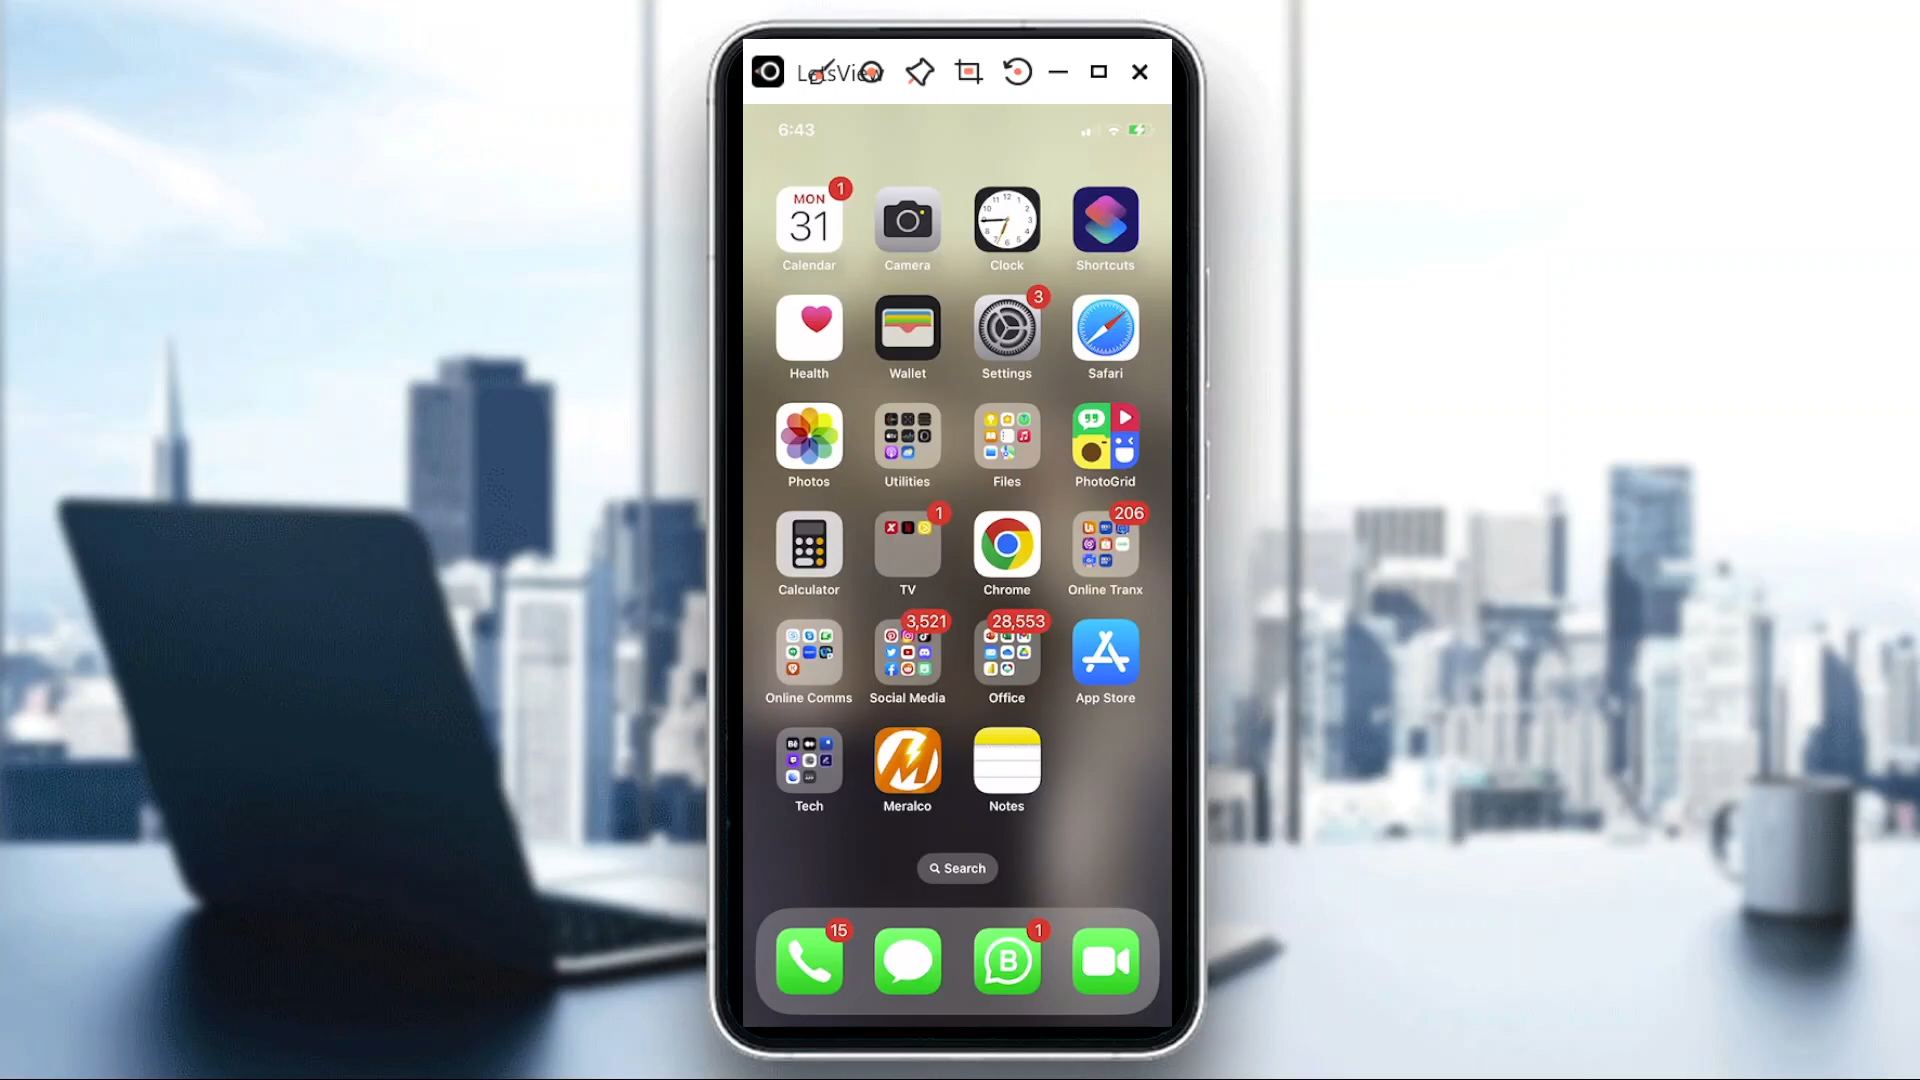 LetsView
6:43
MON
31
1
Calendar
Camera
Clock
Shortcuts
Health
Wallet
3
Settings
Safari
Photos
Utilities
Files
PhotoGrid
Calculator
1
TV
Chrome
206
Online Tranx
Online Comms
3,521
Social Media
28,553
Office
App Store
Tech
Meralco
Notes
Search
15
B
1